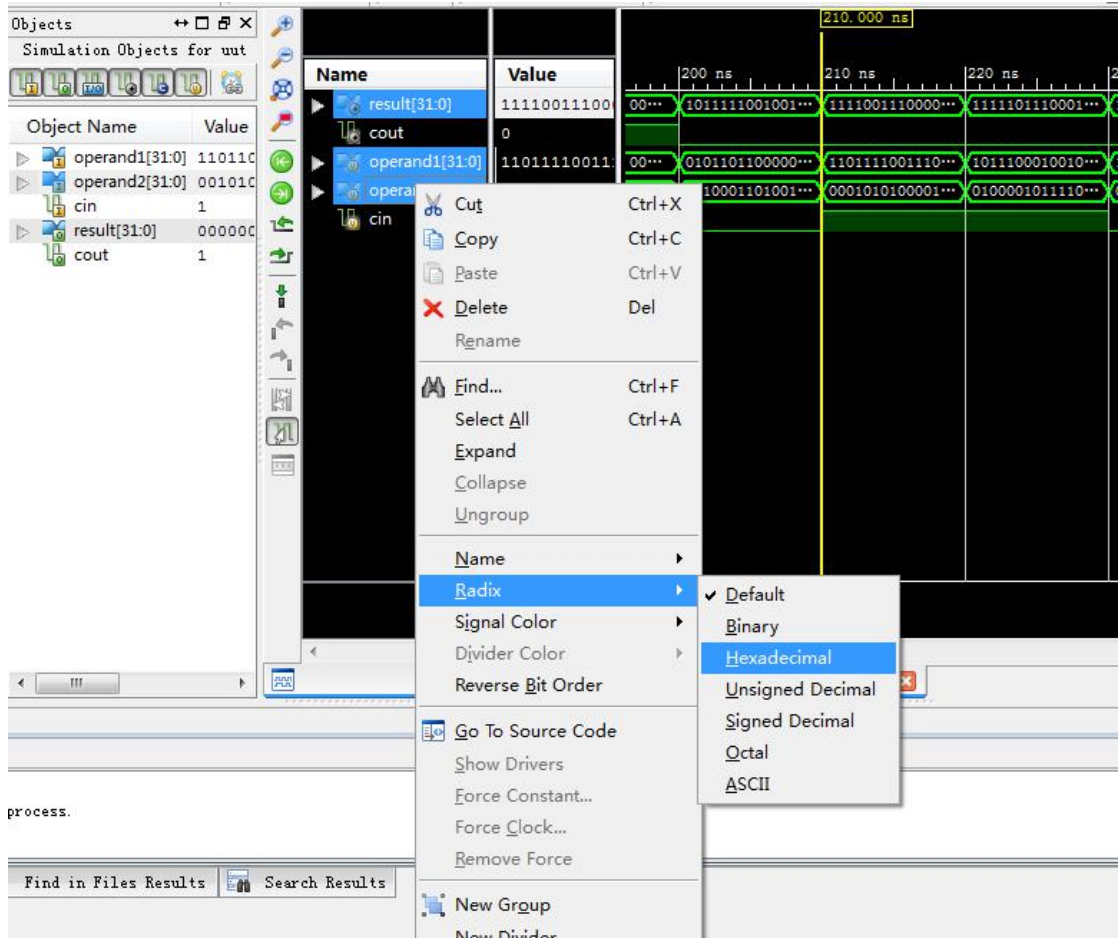 Objects
Simulation Objects for uut
Object Name Value
operand1[31:0] 110110
operand2[31:0] 001010
cin 1
result[31:0] 000000
cout 1
210.000 ns
Name Value
200 ns 210 ns 220 ns
result[31:0] 11110011100 00... 1011111001001... 1111001110000... 1111101110001...
cout 0
operand1[31:0] 11011110011 00... 0101101100000... 1101111001110... 1011100010010...
10001101001... 0001010100001... 0100001011110...
cin
Cut Ctrl+X
Copy Ctrl+C
Paste Ctrl+V
Delete Del
Rename
Find... Ctrl+F
Select All Ctrl+A
Expand
Collapse
Ungroup
Name
Radix
Signal Color
Divider Color
Reverse Bit Order
Go To Source Code
Show Drivers
Force Constant...
Force Clock...
Remove Force
New Group
New Divider
Default
Binary
Hexadecimal
Unsigned Decimal
Signed Decimal
Octal
ASCII
process.
Find in Files Results Search Results